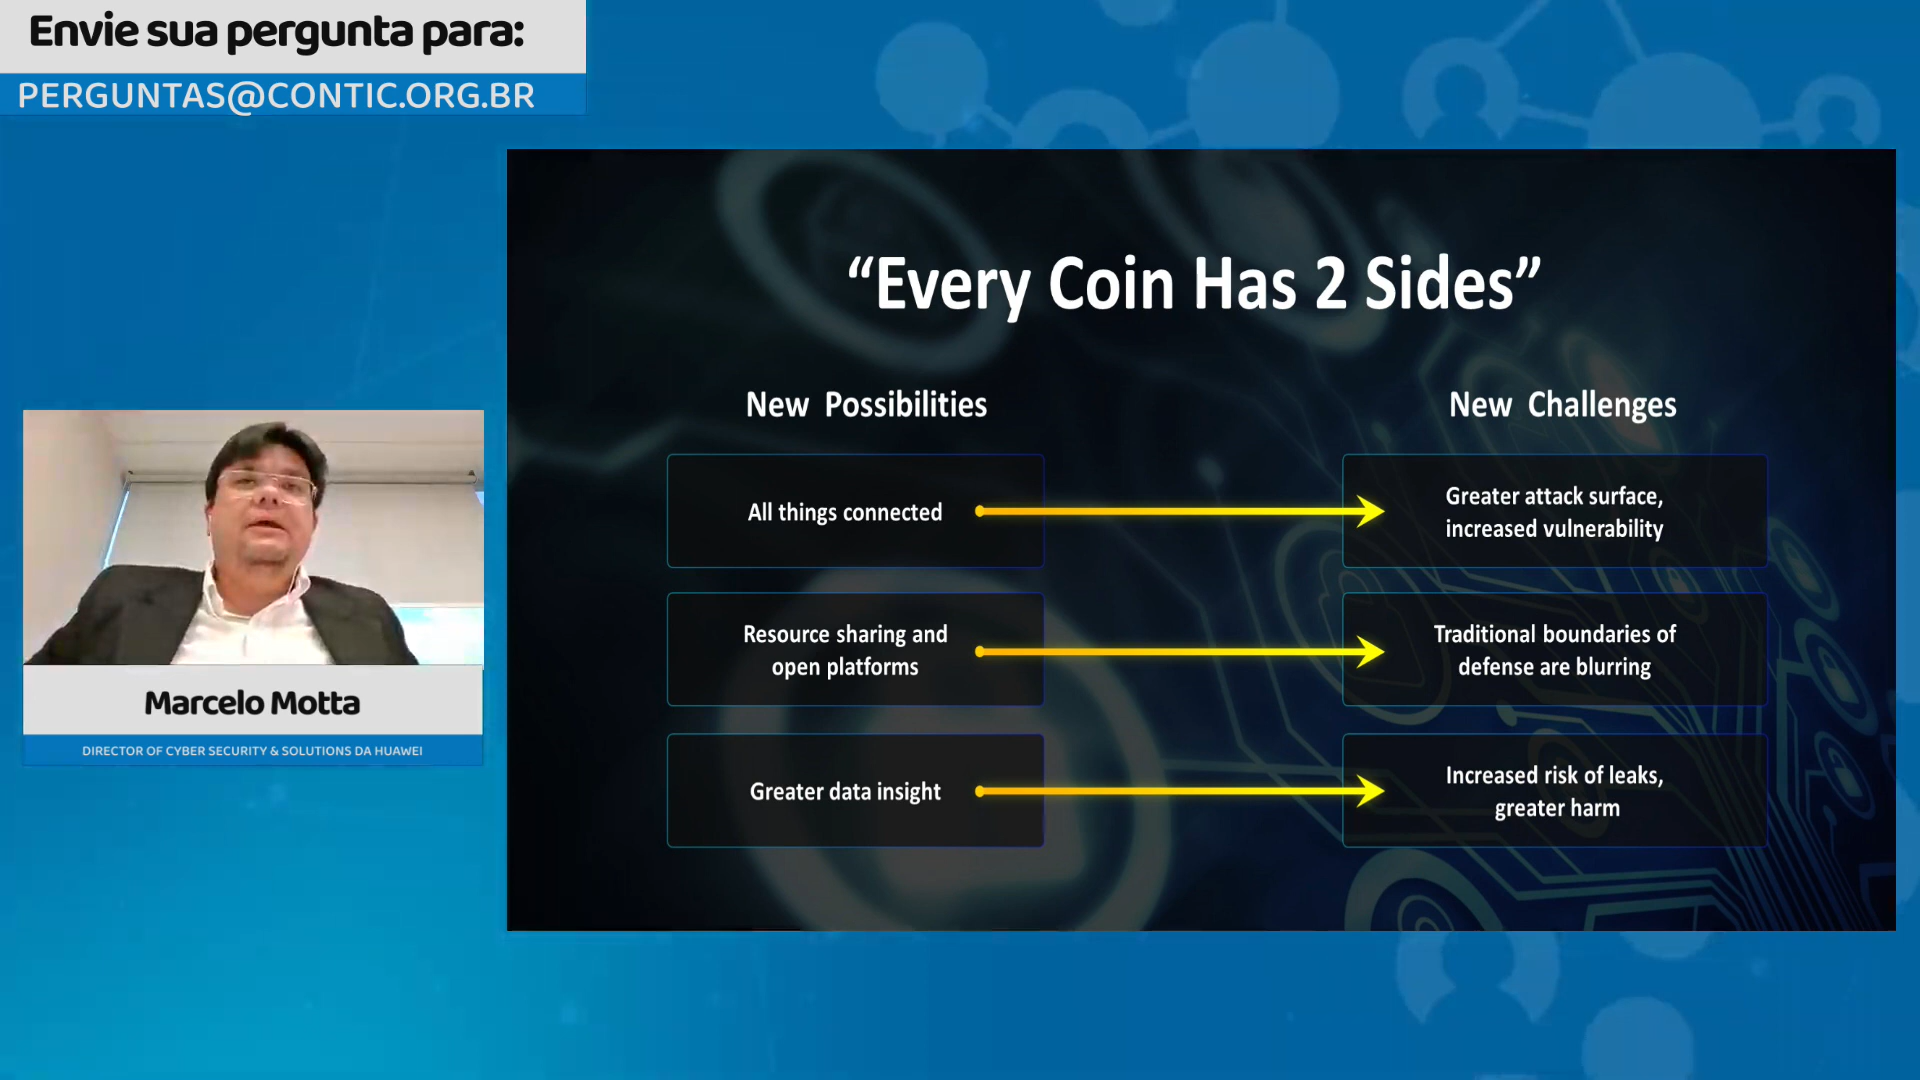 Envie sua pergunta para:
PERGUNTAS@CONTIC.ORG.BR
Marcelo Motta
DIRECTOR OF CYBER SECURITY & SOLUTIONS DA HUAWEI
“Every Coin Has 2 Sides”
New Possibilities
New Challenges
All things connected
Greater attack surface,
increased vulnerability
Resource sharing and
open platforms
Traditional boundaries of
defense are blurring
Greater data insight
Increased risk of leaks,
greater harm